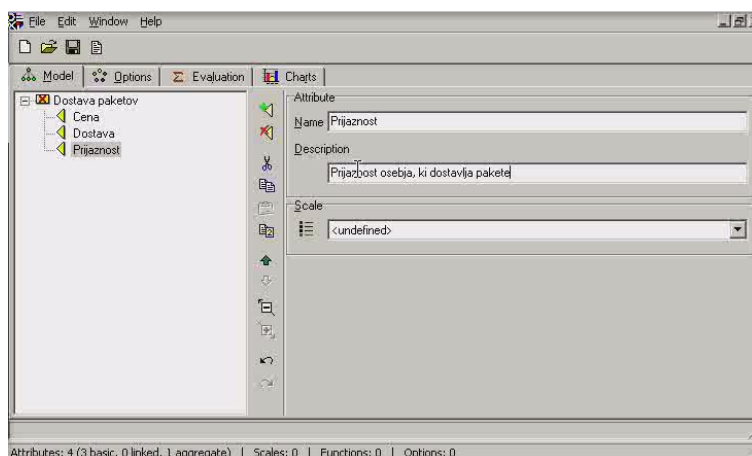 File Edit Window Help
Model Options Evaluation Charts
Dostava paketov
Cena
Dostava
Prijaznost
Attribute
Name Prijaznost
Description
Prijaznost osebja, ki dostavlja pakete
Scale
<undefined>
Attributes: 4 (3 basic, 0 linked, 1 aggregate) | Scales: 0 | Functions: 0 | Options: 0